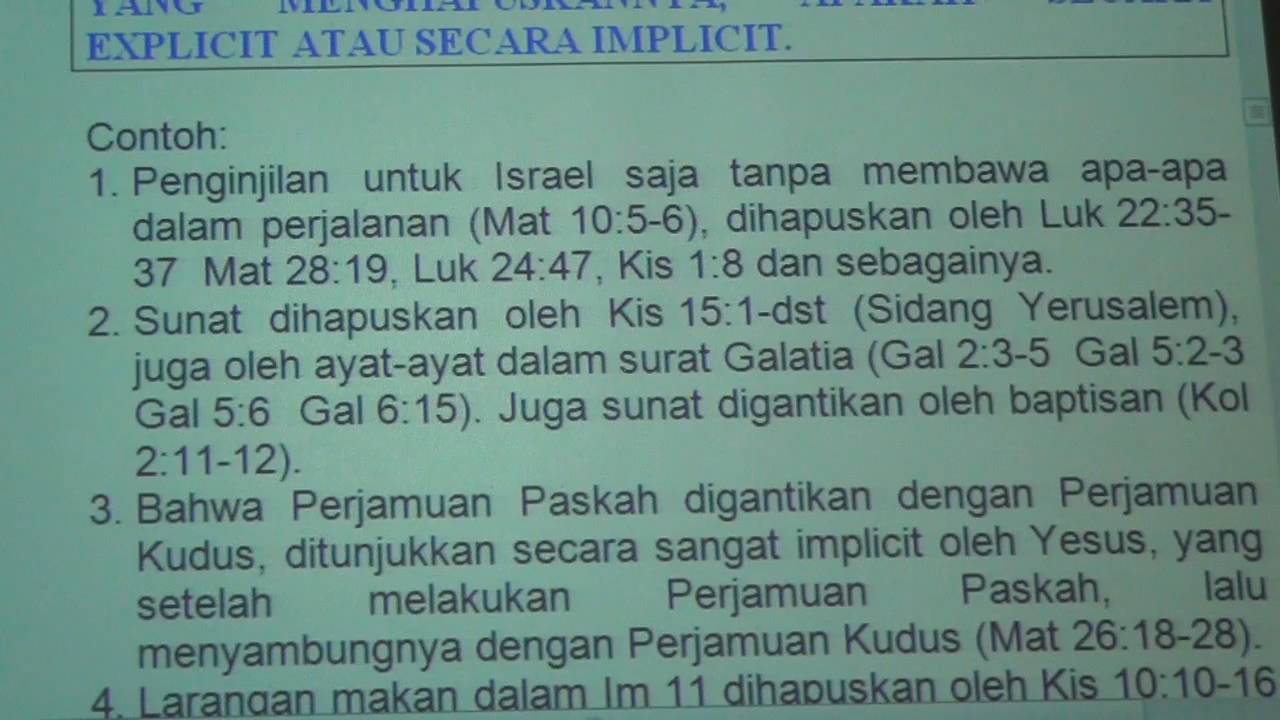 YANG MENGHAPUSKANNYA, APAKAH SECARA
EXPLICIT ATAU SECARA IMPLICIT.
Contoh:
1. Penginjilan untuk Israel saja tanpa membawa apa-apa
dalam perjalanan (Mat 10:5-6), dihapuskan oleh Luk 22:35-
37 Mat 28:19, Luk 24:47, Kis 1:8 dan sebagainya.
2. Sunat dihapuskan oleh Kis 15:1-dst (Sidang Yerusalem),
juga oleh ayat-ayat dalam surat Galatia (Gal 2:3-5 Gal 5:2-3
Gal 5:6 Gal 6:15). Juga sunat digantikan oleh baptisan (Kol
2:11-12).
3. Bahwa Perjamuan Paskah digantikan dengan Perjamuan
Kudus, ditunjukkan secara sangat implicit oleh Yesus, yang
setelah melakukan Perjamuan Paskah, lalu
menyambungnya dengan Perjamuan Kudus (Mat 26:18-28).
4. Larangan makan dalam Im 11 dihapuskan oleh Kis 10:10-16